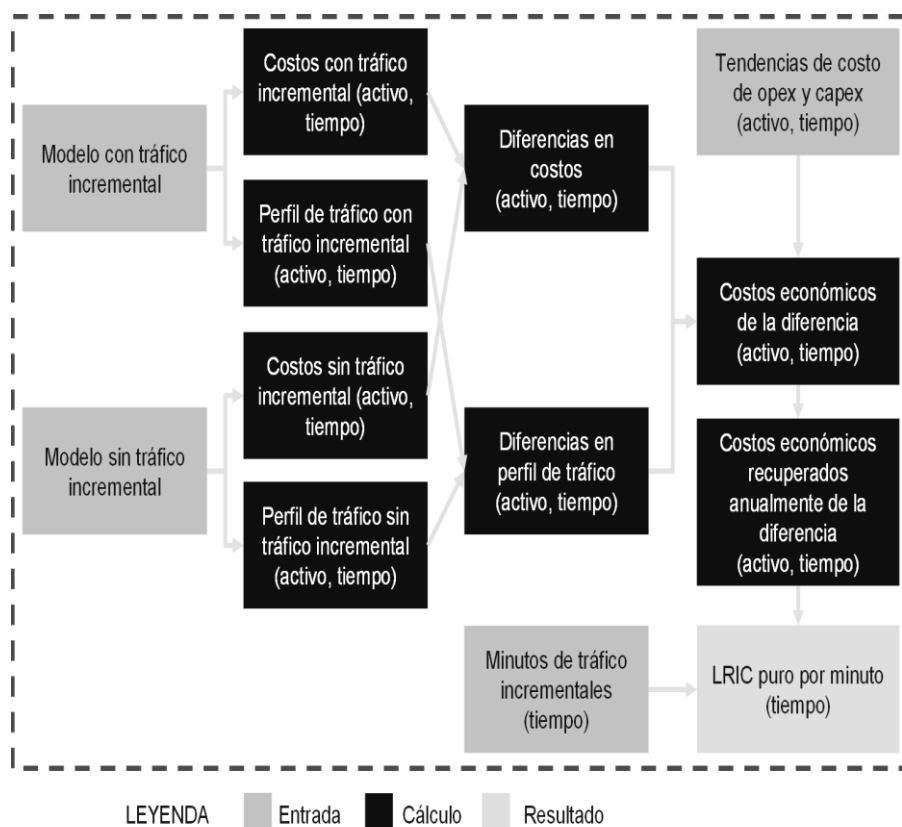 Costos con tráfico
incremental (activo,
tiempo)
Tendencias de costo
de opex y capex
(activo, tiempo)
Modelo con tráfico
incremental
Diferencias en
costos
(activo, tiempo)
Perfil de tráfico con
tráfico incremental
(activo, tiempo)
Costos económicos
de la diferencia
(activo, tiempo)
Costos sin tráfico
incremental (activo,
tiempo)
Modelo sin tráfico
incremental
Diferencias en
perfil de tráfico
(activo, tiempo)
Costos económicos
recuperados
anualmente de la
diferencia
(activo, tiempo)
Perfil de tráfico sin
tráfico incremental
(activo, tiempo)
Minutos de tráfico
incrementales
(tiempo)
LRIC puro por minuto
(tiempo)
LEYENDA Entrada Cálculo Resultado